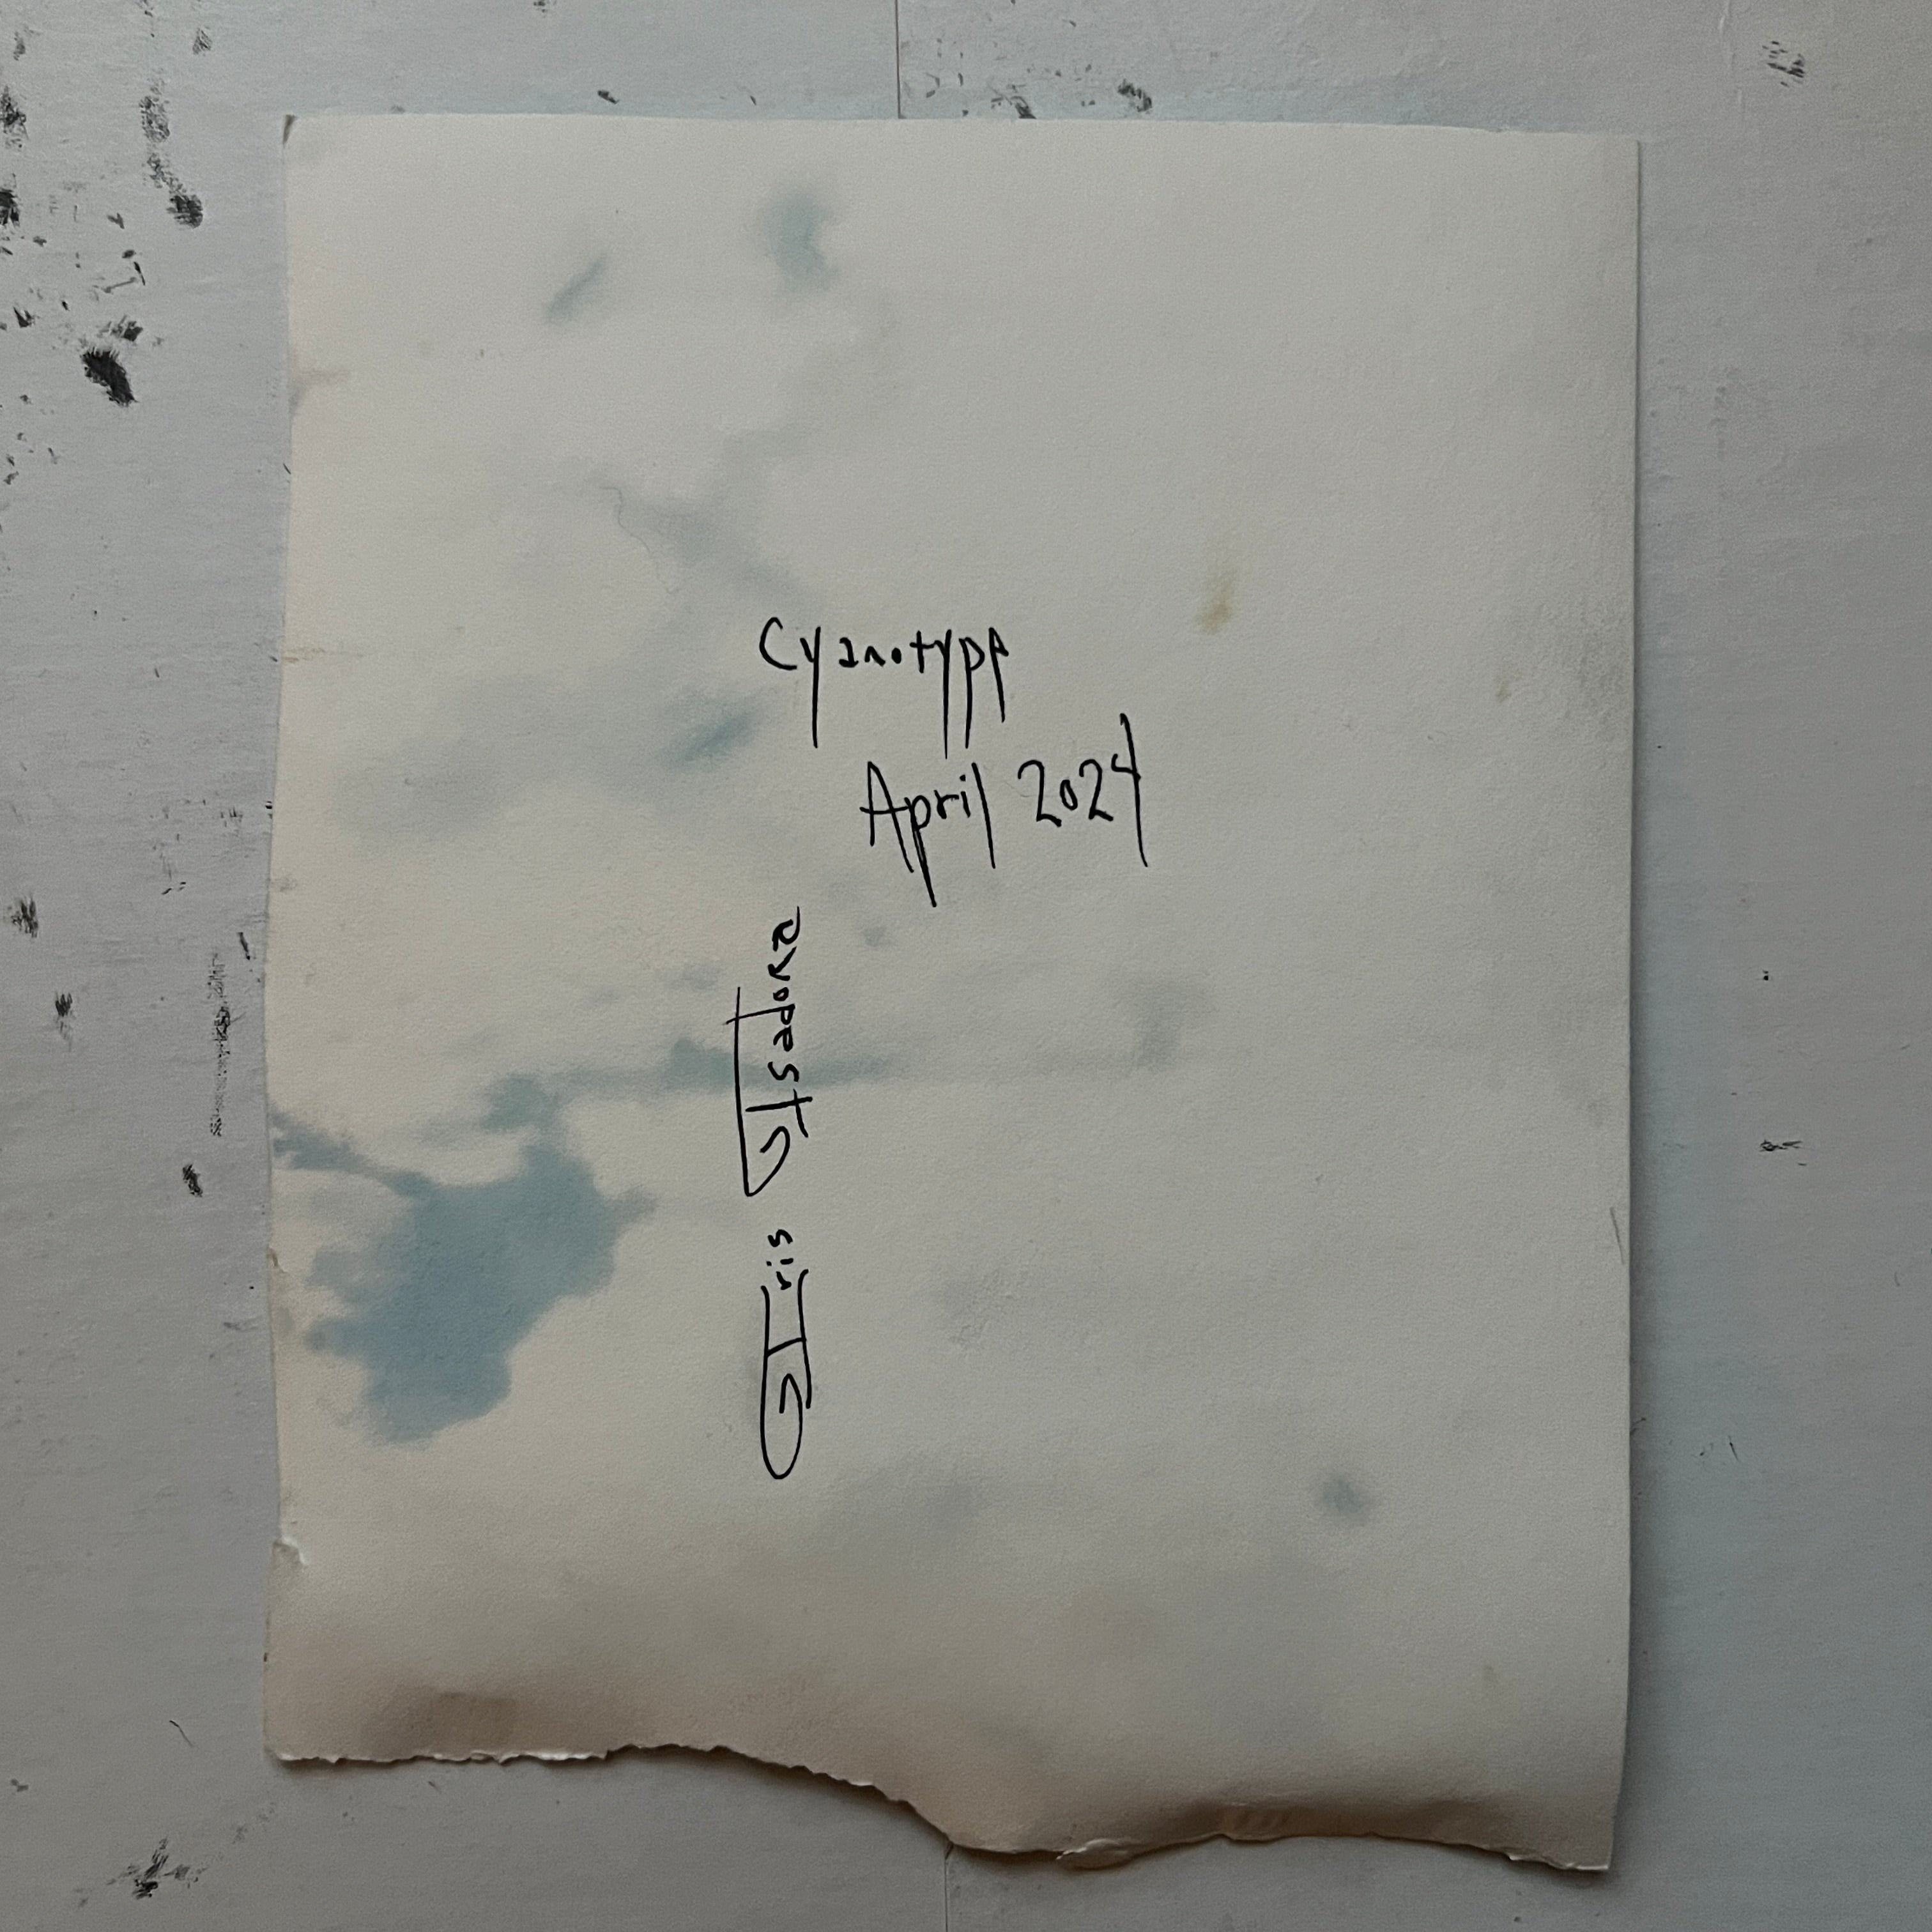 Cyanotype
April 2024
Iris Isadora